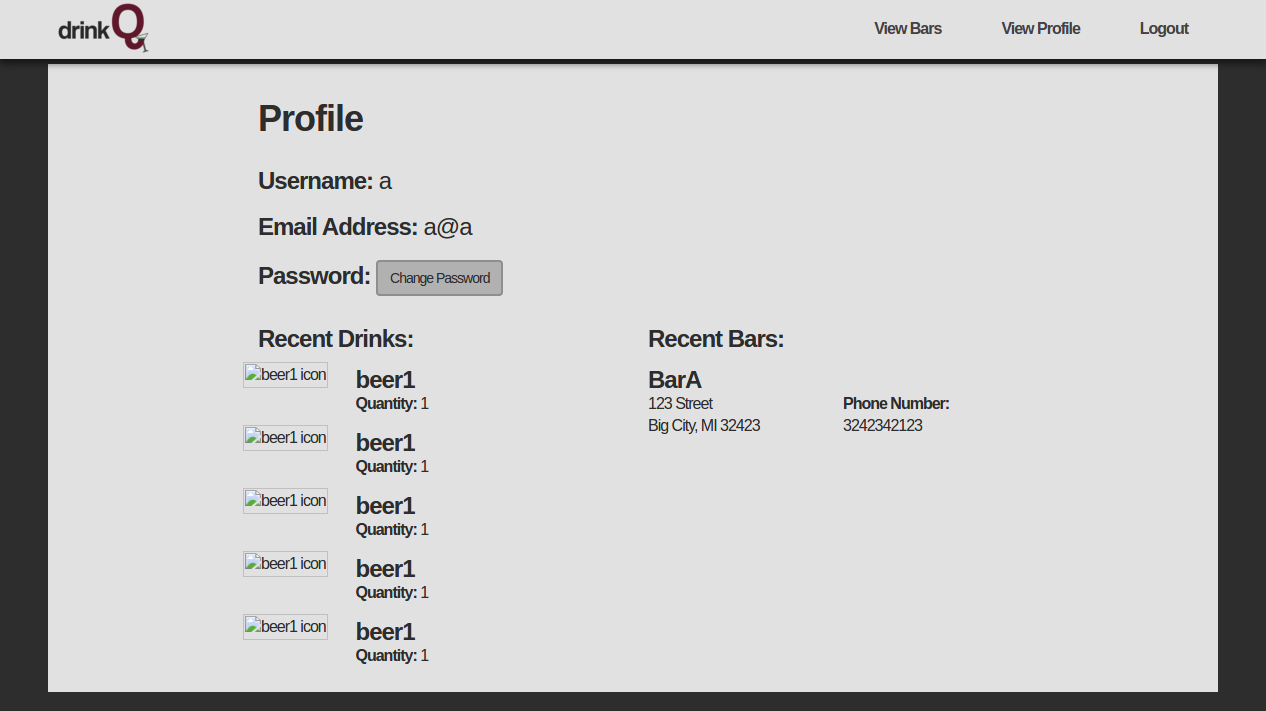 drinkQ
View Bars View Profile Logout
Profile
Username: a
Email Address: a@a
Password: Change Password
Recent Drinks:
beer1 icon beer1
Quantity: 1
beer1 icon beer1
Quantity: 1
beer1 icon beer1
Quantity: 1
beer1 icon beer1
Quantity: 1
beer1 icon beer1
Quantity: 1
Recent Bars:
BarA
123 Street
Big City, MI 32423
Phone Number:
3242342123